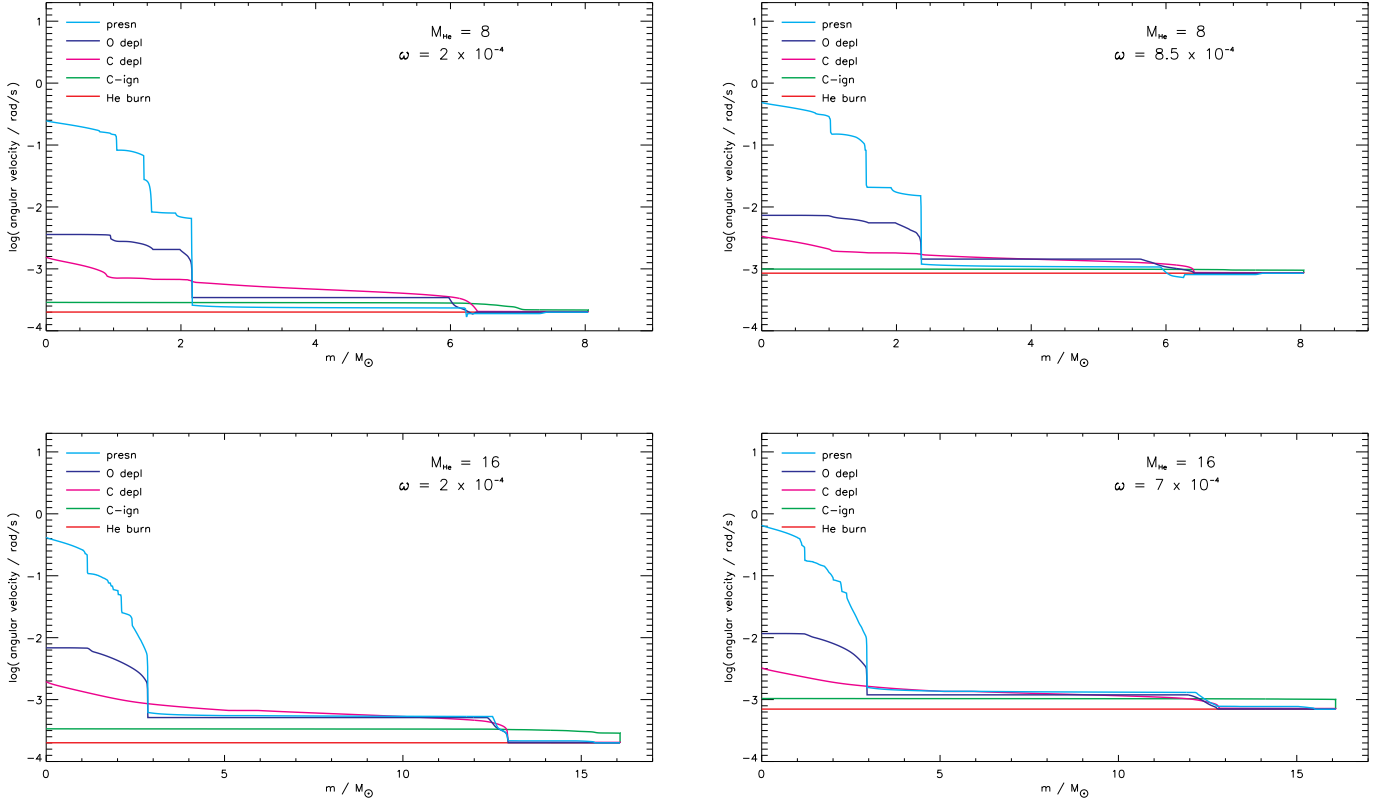 presn
O depl
C depl
C-ign
He burn
M_He = 8
ω = 2 x 10⁻⁴
log(angular velocity / rad/s)
1
0
-1
-2
-3
-4
0 2 4 6 8
m / M_⊙
presn
O depl
C depl
C-ign
He burn
M_He = 8
ω = 8.5 x 10⁻⁴
log(angular velocity / rad/s)
1
0
-1
-2
-3
-4
0 2 4 6 8
m / M_⊙
presn
O depl
C depl
C-ign
He burn
M_He = 16
ω = 2 x 10⁻⁴
log(angular velocity / rad/s)
1
0
-1
-2
-3
-4
0 5 10 15
m / M_⊙
presn
O depl
C depl
C-ign
He burn
M_He = 16
ω = 7 x 10⁻⁴
log(angular velocity / rad/s)
1
0
-1
-2
-3
-4
0 5 10 15
m / M_⊙